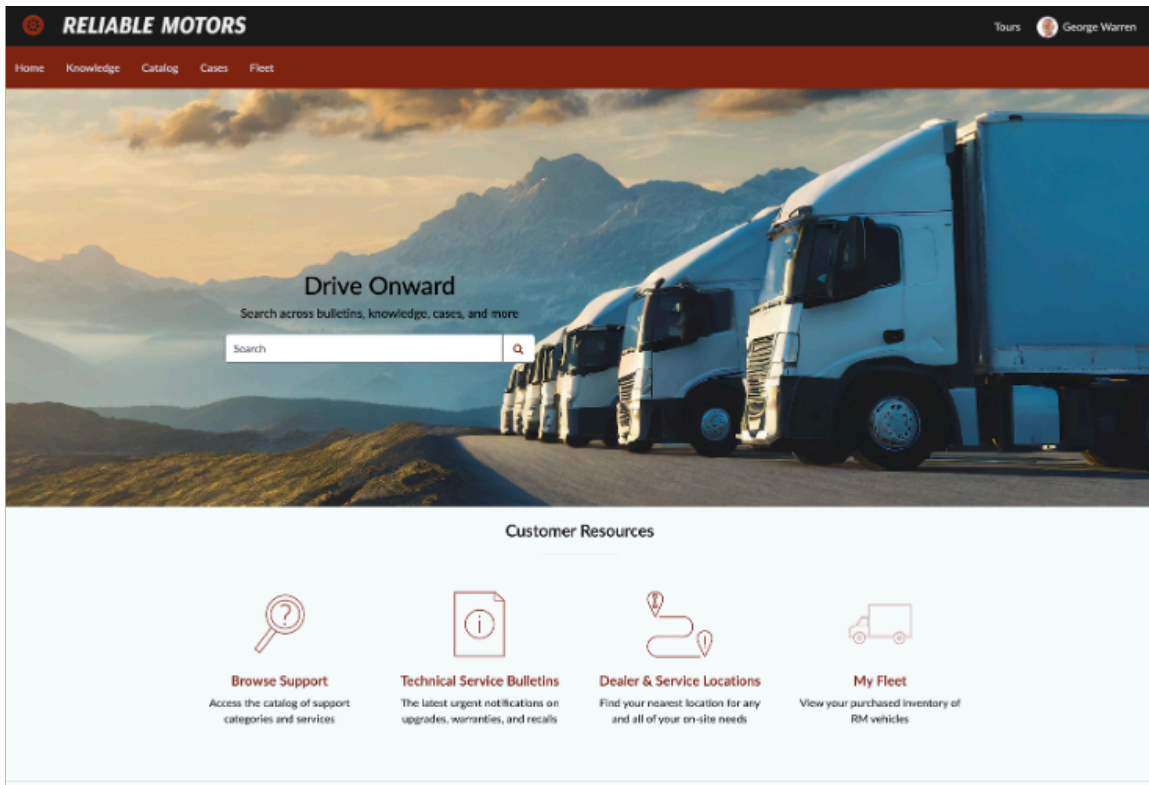 RELIABLE MOTORS
Tours
George Warren
Home
Knowledge
Catalog
Cases
Fleet
Drive Onward
Search across bulletins, knowledge, cases, and more
Search
Customer Resources
Browse Support
Access the catalog of support
categories and services
Technical Service Bulletins
The latest urgent notifications on
upgrades, warranties, and recalls
Dealer & Service Locations
Find your nearest location for any
and all of your on-site needs
My Fleet
View your purchased inventory of
RM vehicles